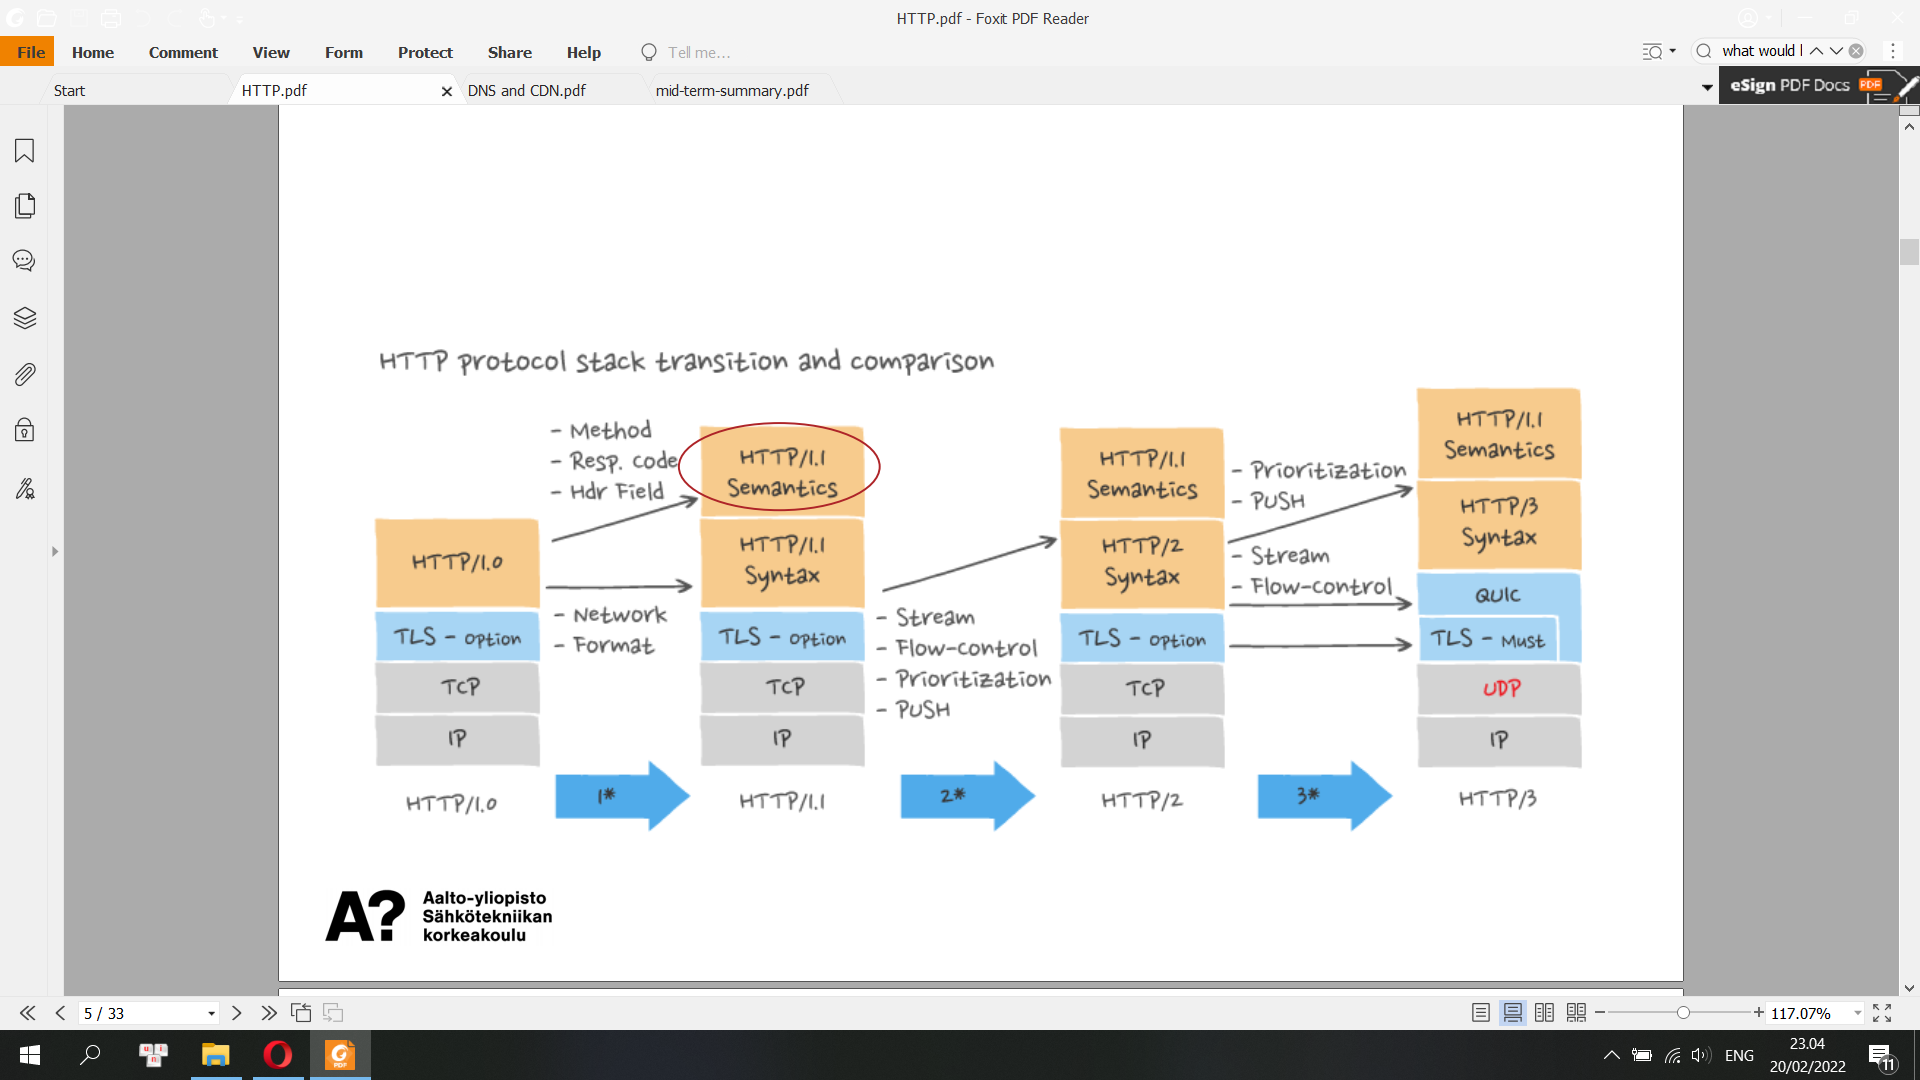 HTTP.pdf - Foxit PDF Reader
File Home Comment View Form Protect Share Help Tell me...
what would
Start HTTP.pdf DNS and CDN.pdf mid-term-summary.pdf
eSign PDF Docs PDF
HTTP protocol stack transition and comparison
- Method
- Resp. code
- Hdr Field
HTTP/1.0
TLS - Option
TCP
IP
HTTP/1.0
- Network
- Format
1*
HTTP/1.1
Semantics
HTTP/1.1
Syntax
TLS - Option
TCP
IP
HTTP/1.1
- Stream
- Flow-control
- Prioritization
- PUSH
2*
HTTP/1.1
Semantics
HTTP/2
Syntax
TLS - Option
TCP
IP
HTTP/2
- Prioritization
- PUSH
- Stream
- Flow-control
3*
HTTP/1.1
Semantics
HTTP/3
Syntax
QUIC
TLS - Must
UDP
IP
HTTP/3
A?
Aalto-yliopisto
Sähkötekniikan
korkeakoulu
5 / 33
117.07%
PDF
ENG
23.04
20/02/2022
11